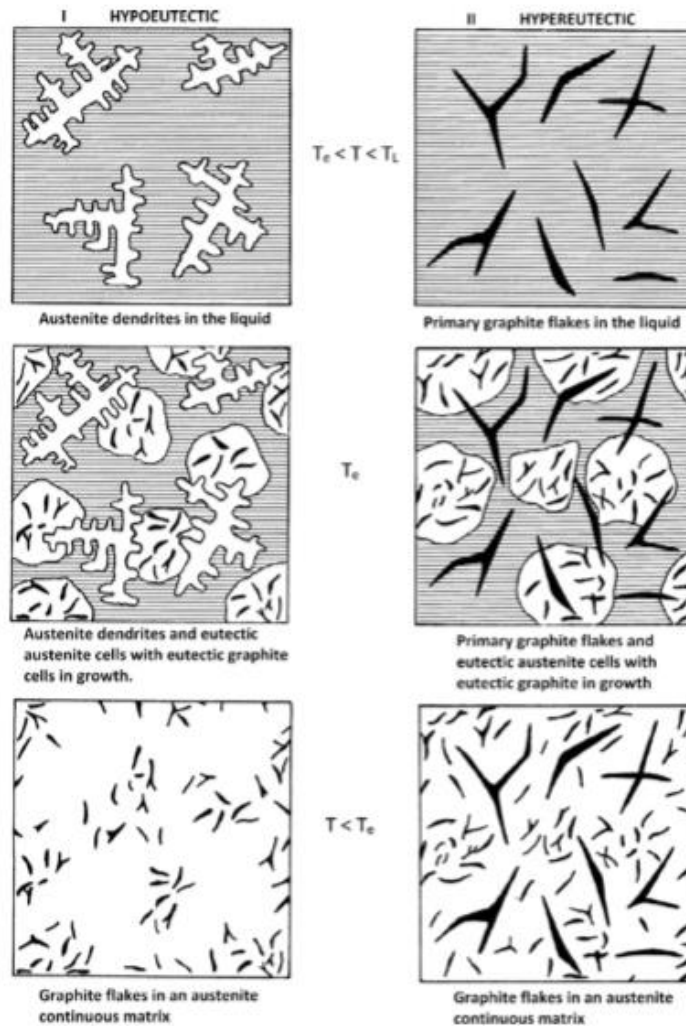 I HYPOEUTECTIC
II HYPEREUTECTIC
Tₑ < T < T_L
Austenite dendrites in the liquid
Primary graphite flakes in the liquid
Tₑ
Austenite dendrites and eutectic
austenite cells with eutectic graphite
cells in growth.
Primary graphite flakes and
eutectic austenite cells with
eutectic graphite in growth
T < Tₑ
Graphite flakes in an austenite
continuous matrix
Graphite flakes in an austenite
continuous matrix